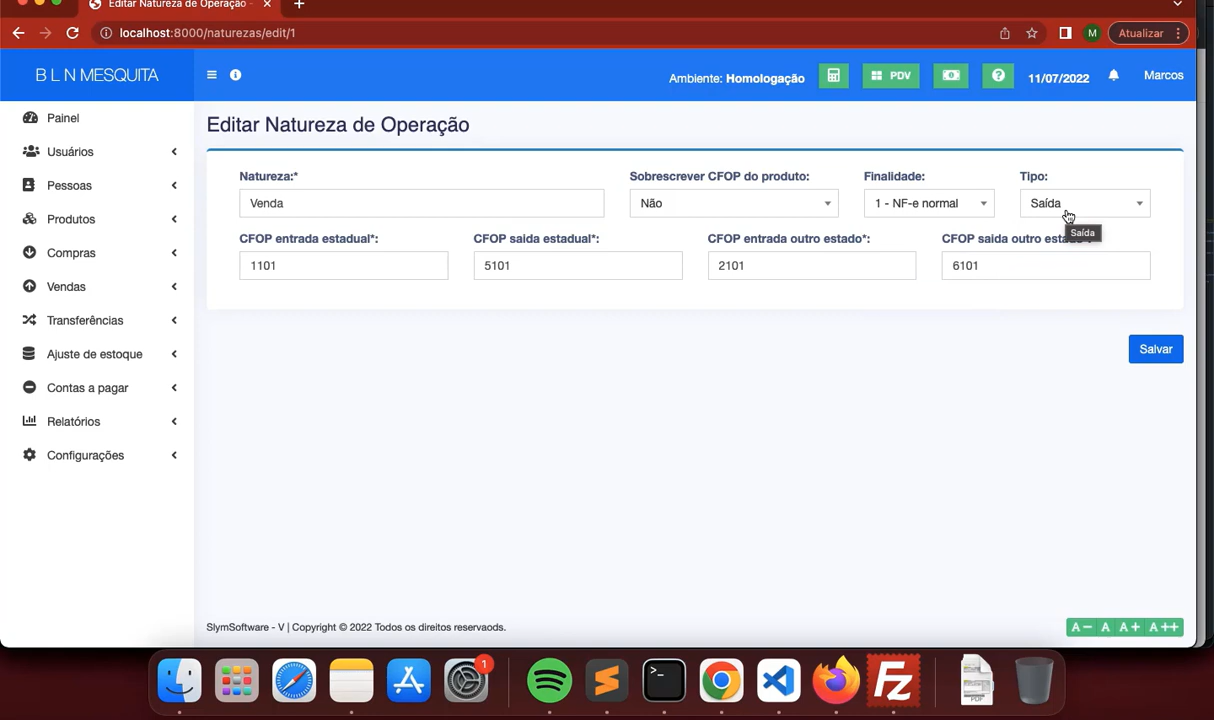 Editar Natureza de Operação
localhost:8000/naturezas/edit/1
M
Atualizar
B L N MESQUITA
Ambiente: Homologação
PDV
11/07/2022
Marcos
Painel
Usuários
Pessoas
Produtos
Compras
Vendas
Transferências
Ajuste de estoque
Contas a pagar
Relatórios
Configurações
Editar Natureza de Operação
Natureza:*
Sobrescrever CFOP do produto:
Finalidade:
Tipo:
Venda
Não
1 - NF-e normal
Saída
Saída
CFOP entrada estadual*:
CFOP saida estadual*:
CFOP entrada outro estado*:
CFOP saida outro esta
1101
5101
2101
6101
Salvar
SlymSoftware - V | Copyright © 2022 Todos os direitos reservaods.
A− A A+ A++
1
>_
Fz
PDF